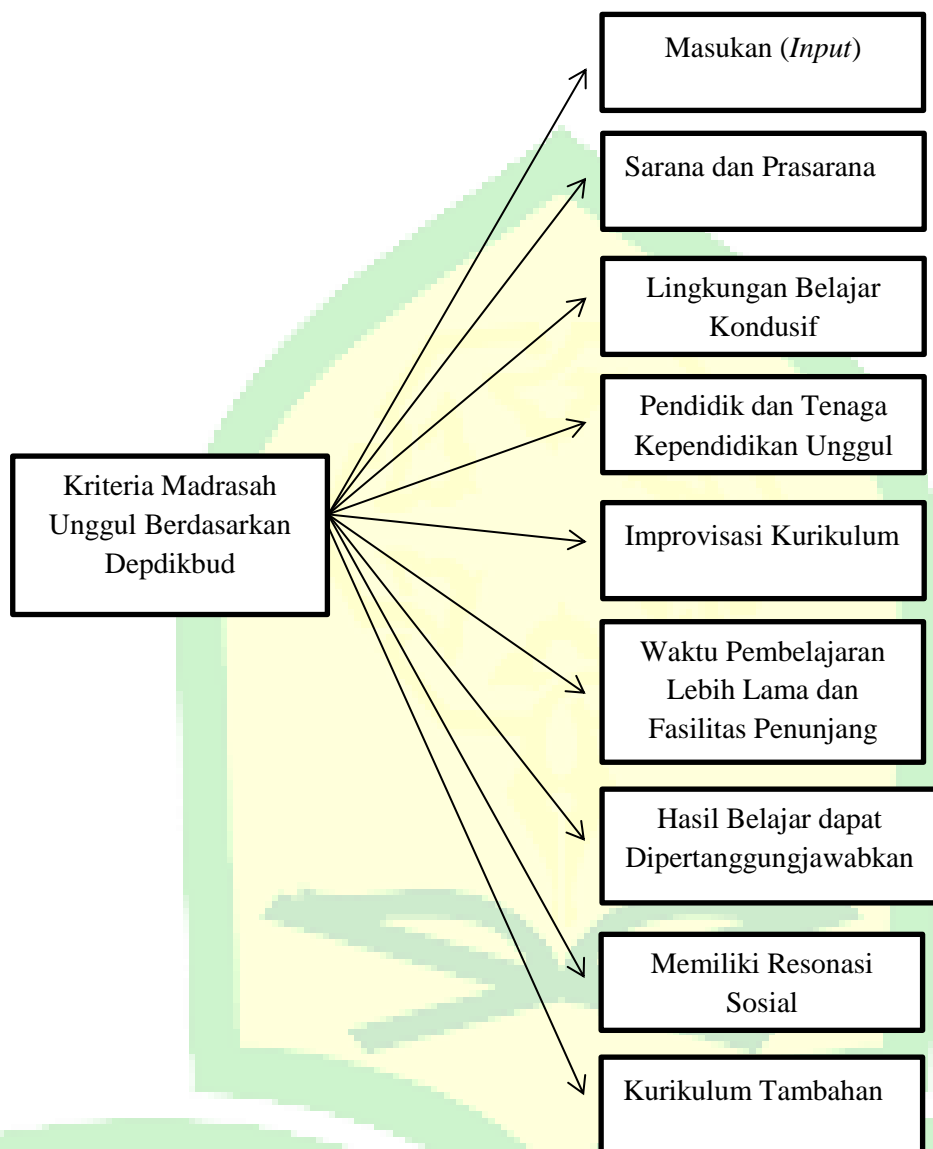 Masukan (Input)
Sarana dan Prasarana
Lingkungan Belajar
Kondusif
Pendidik dan Tenaga
Kependidikan Unggul
Kriteria Madrasah
Unggul Berdasarkan
Depdikbud
Improvisasi Kurikulum
Waktu Pembelajaran
Lebih Lama dan
Fasilitas Penunjang
Hasil Belajar dapat
Dipertanggungjawabkan
Memiliki Resonasi
Sosial
Kurikulum Tambahan